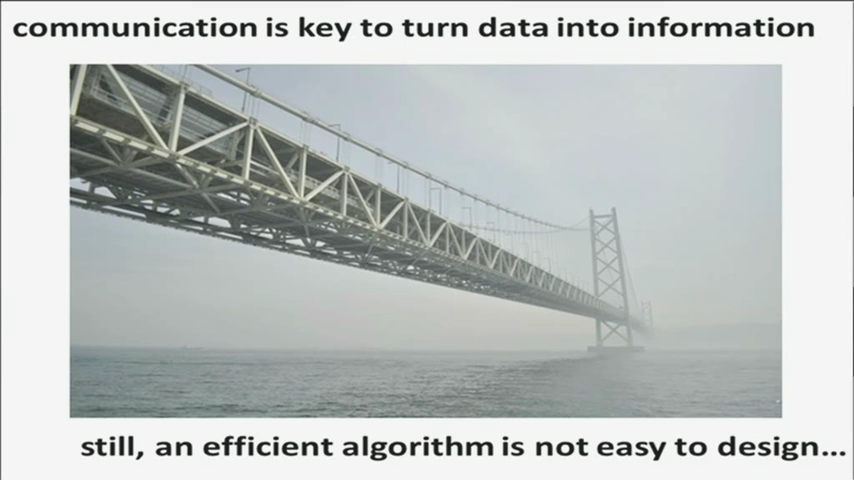 communication is key to turn data into information
still, an efficient algorithm is not easy to design...